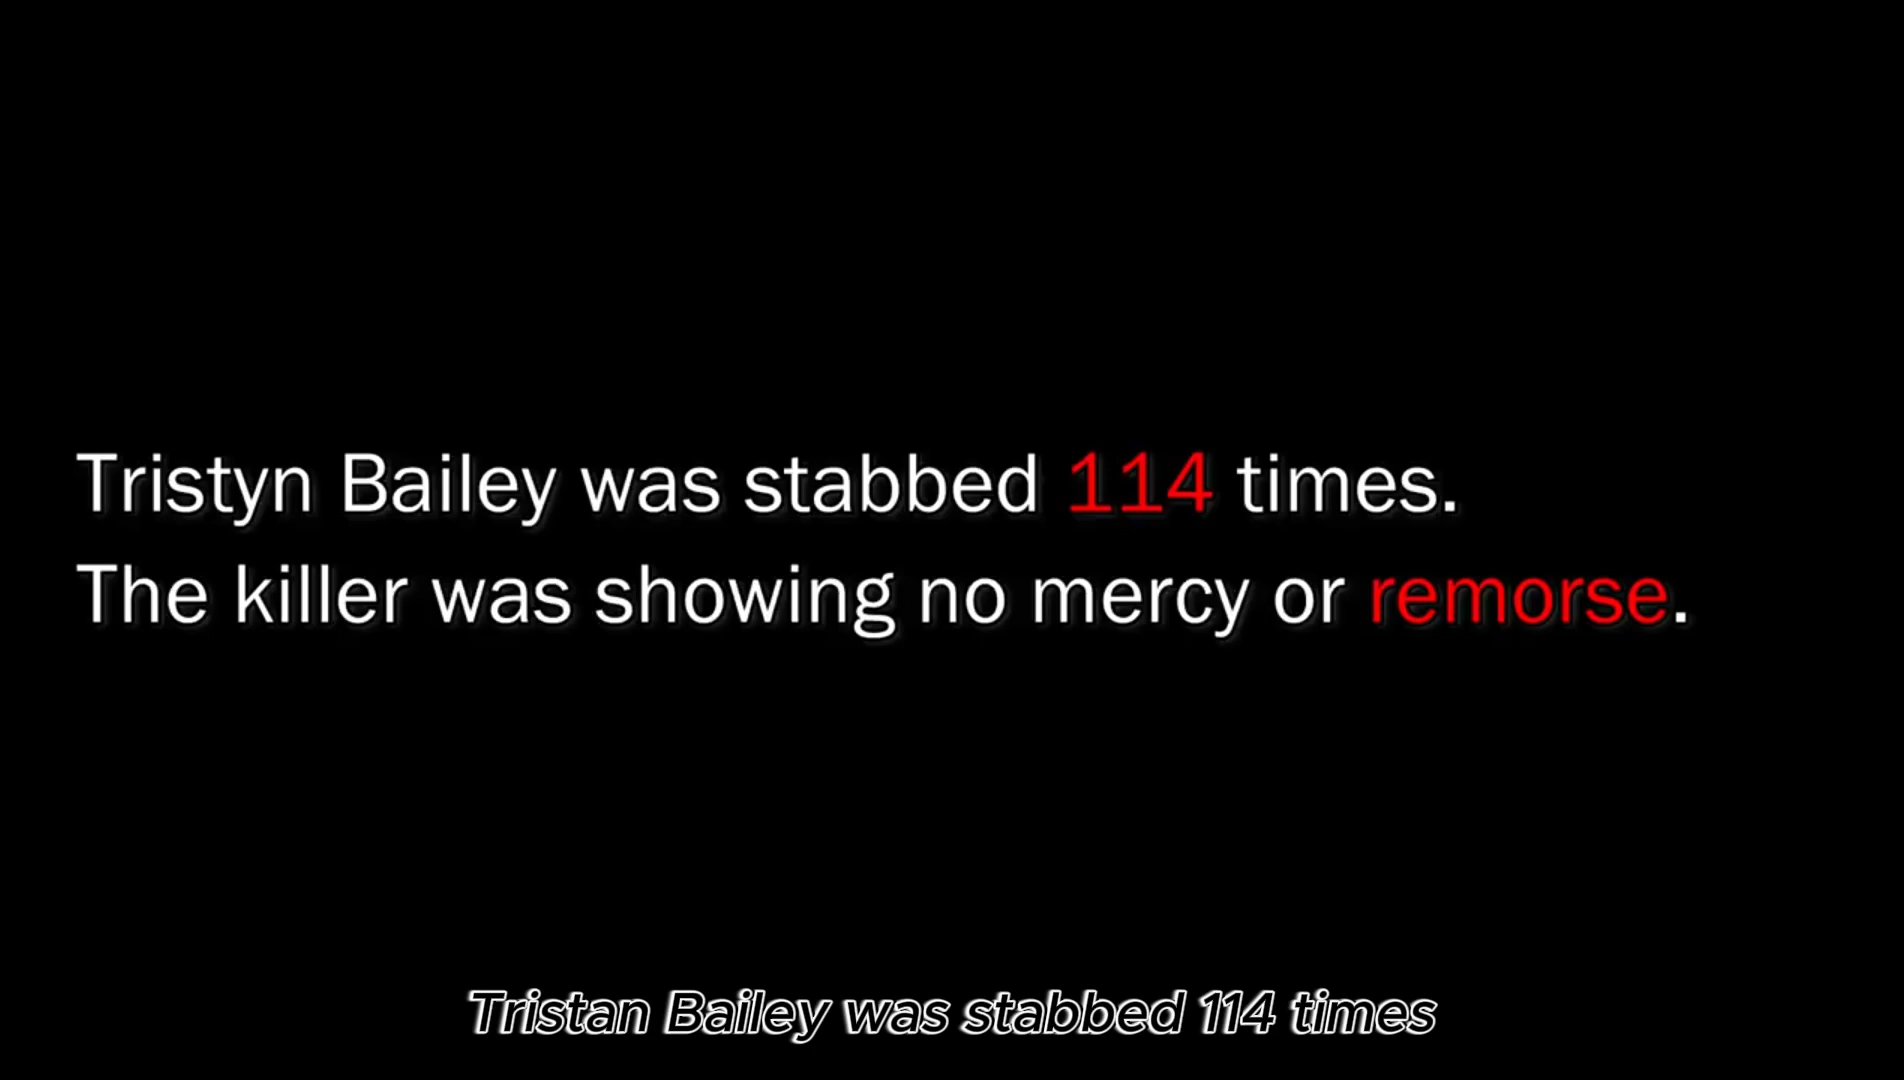 Tristyn Bailey was stabbed 114 times.
The killer was showing no mercy or remorse.
Tristan Bailey was stabbed 114 times